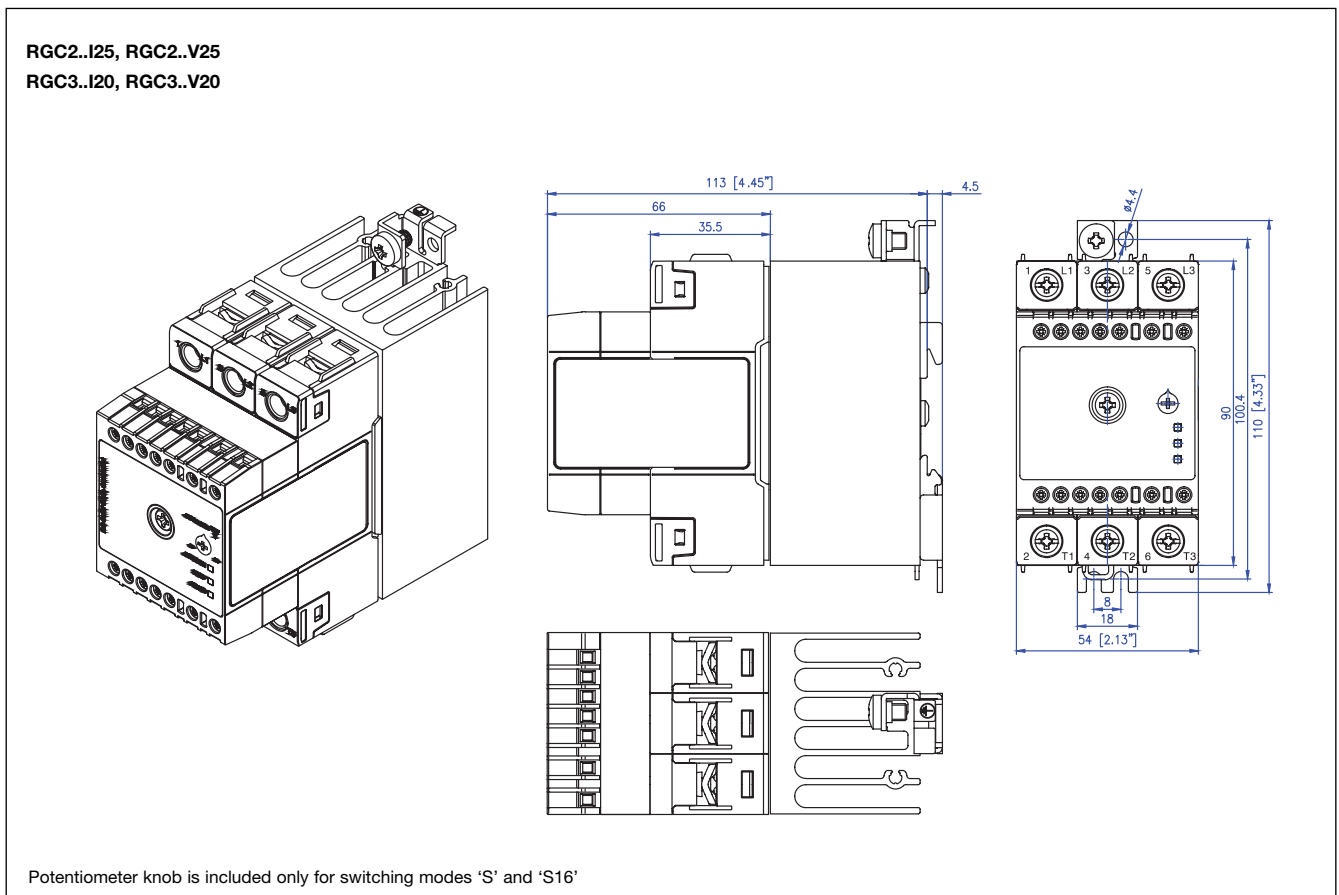 RGC2..I25, RGC2..V25
RGC3..I20, RGC3..V20
113 [4.45"]
4.5
66
35.5
ø4.4
1 L1 3 L2 5 L3
90
100.4
110 [4.33"]
2 T1 4 T2 6 T3
8
18
54 [2.13"]
Potentiometer knob is included only for switching modes ‘S’ and ‘S16’